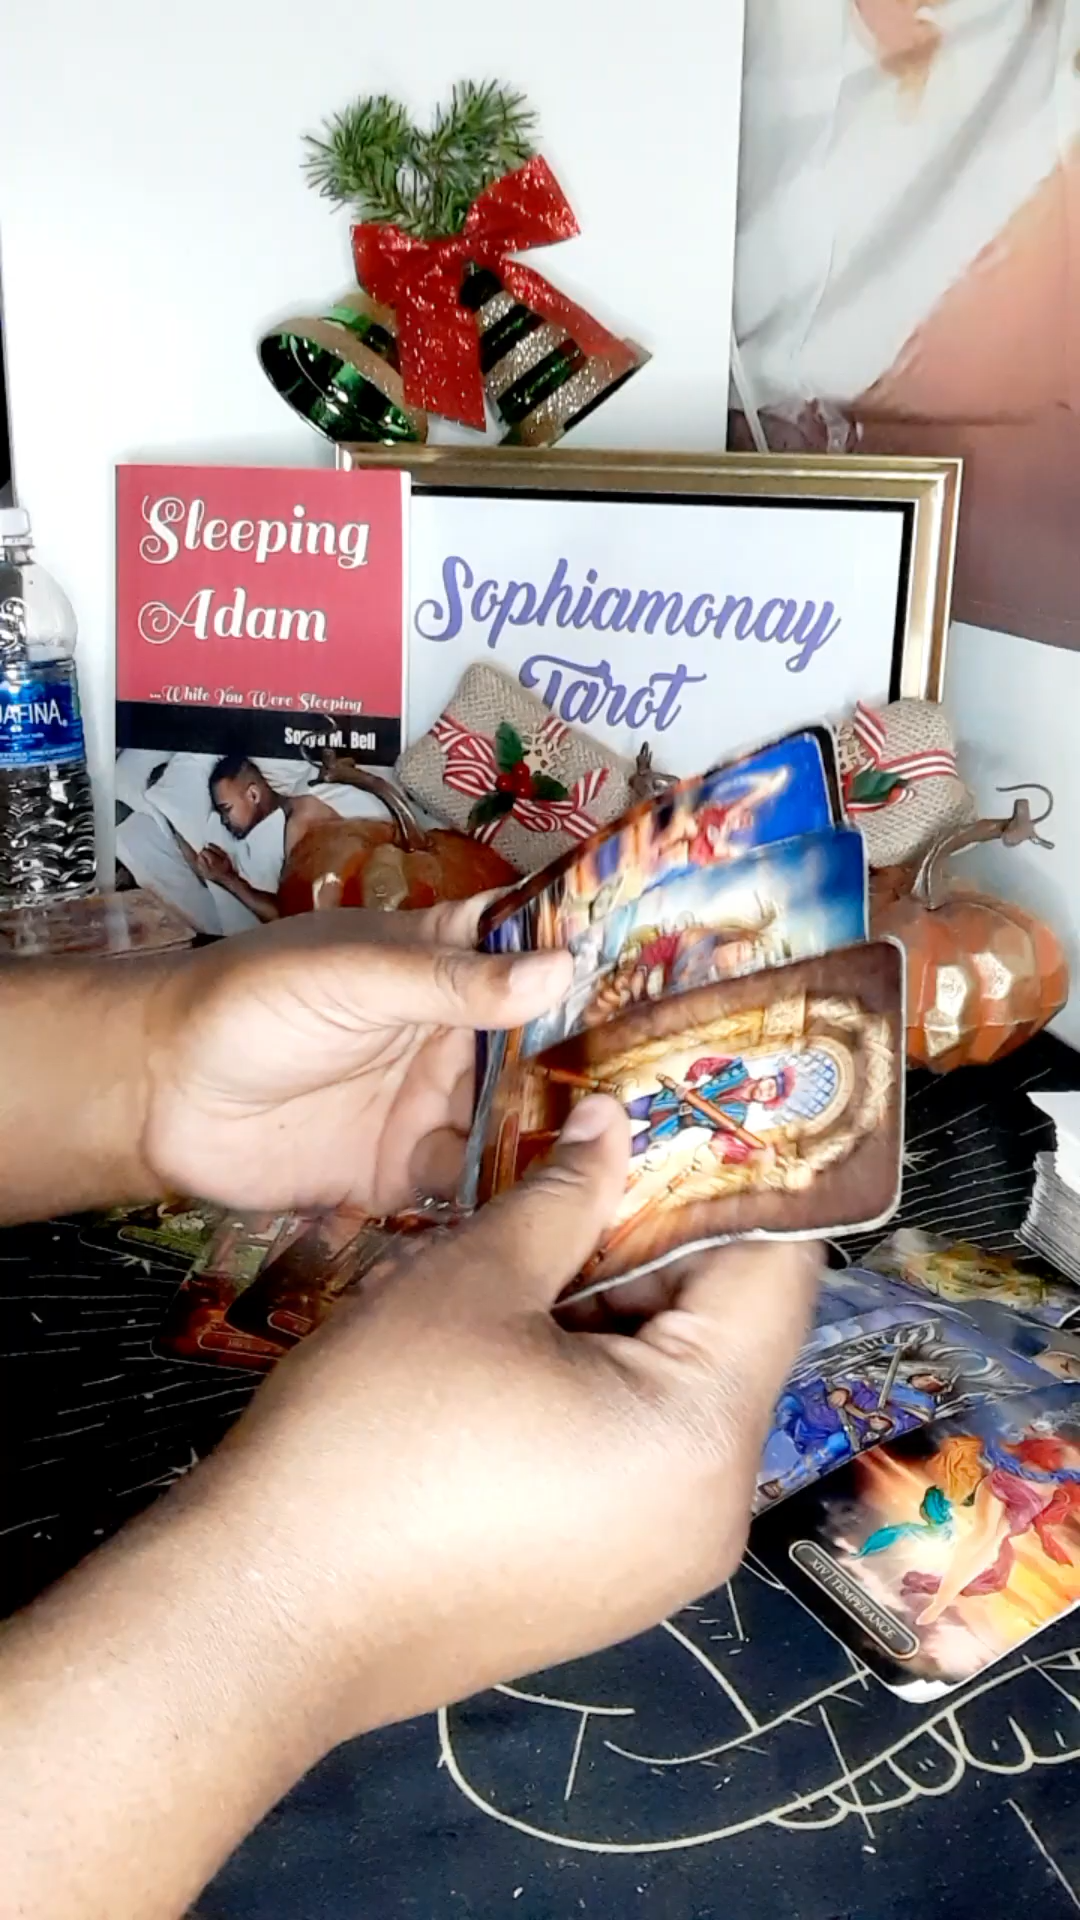 Sleeping
Adam
...While You Were Sleeping
Sonya M. Bell
Sophiamonay
Tarot
AFINA
XIV | TEMPERANCE